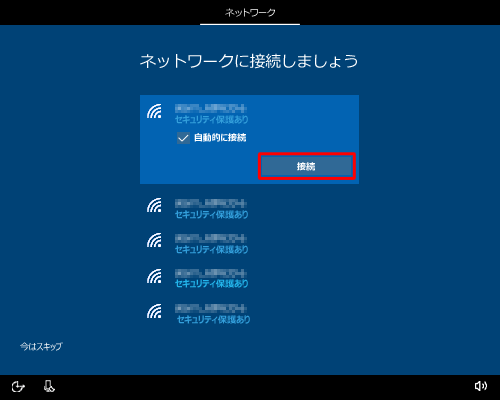 ネットワーク
ネットワークに接続しましょう
セキュリティ保護あり
自動的に接続
接続
セキュリティ保護あり
セキュリティ保護あり
セキュリティ保護あり
セキュリティ保護あり
今はスキップ